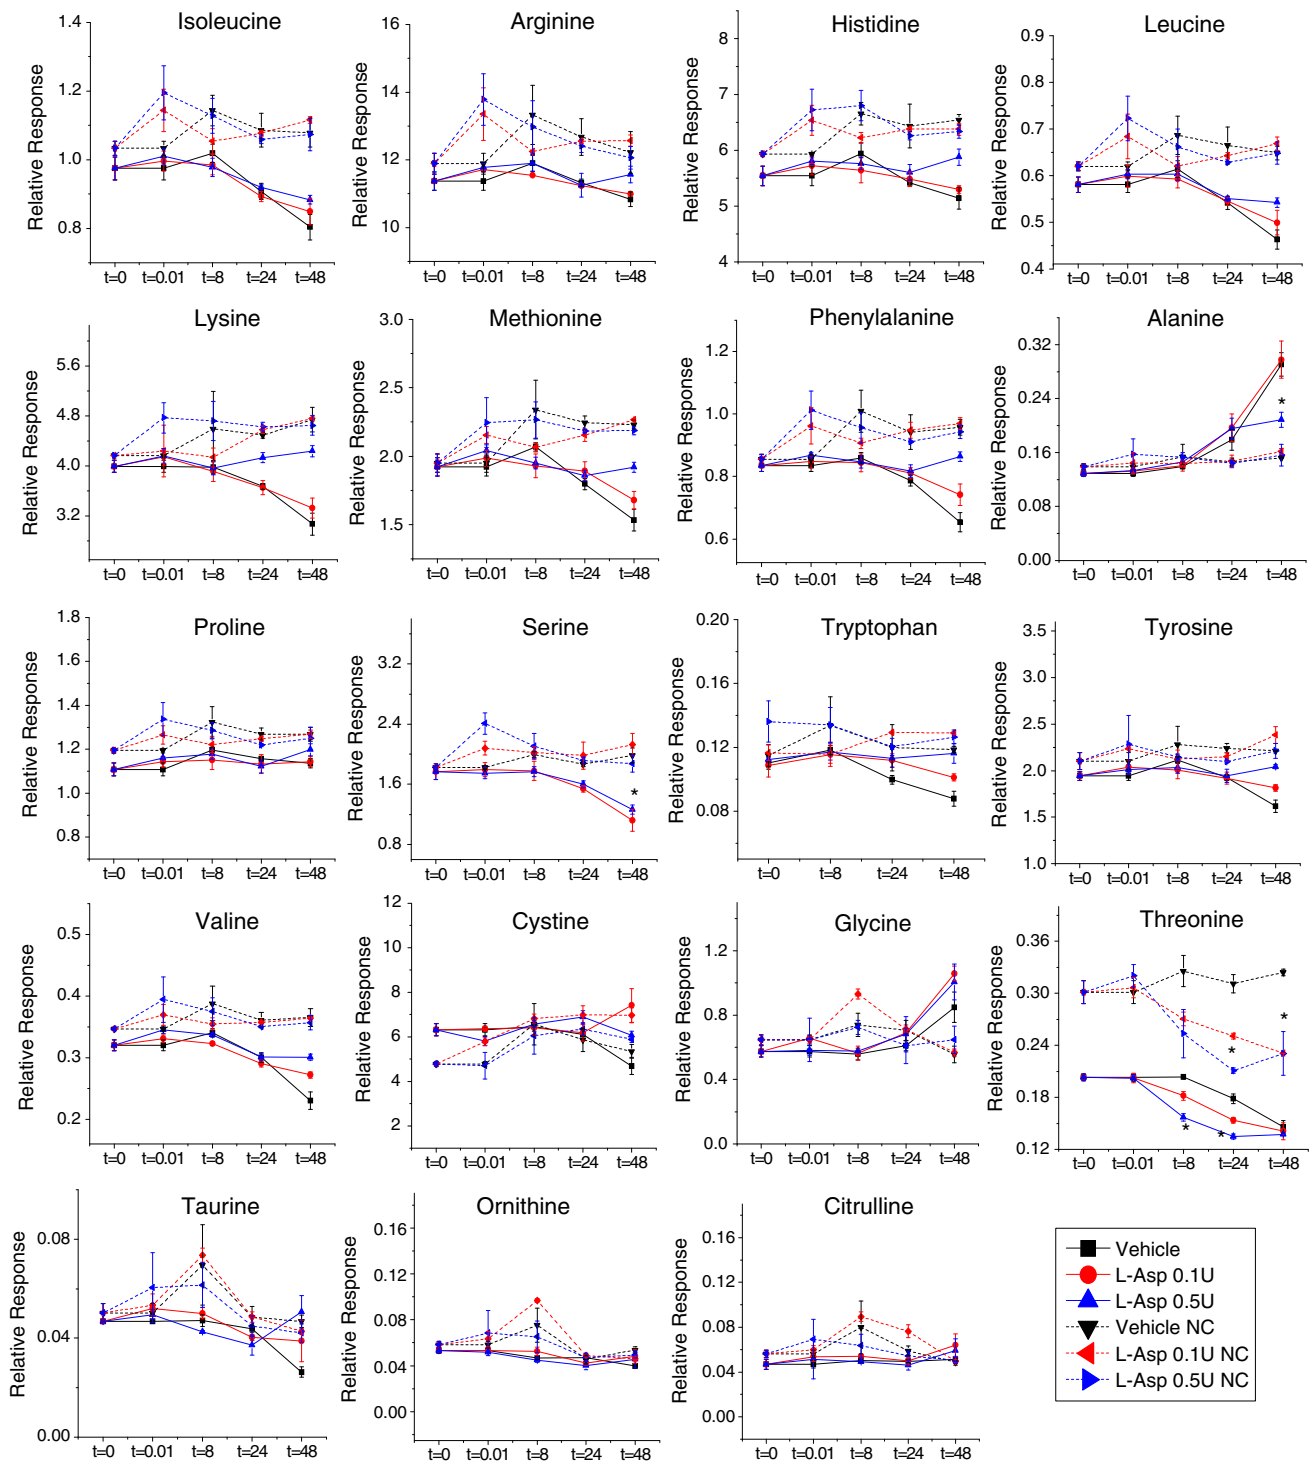 Isoleucine
Relative Response
1.4
1.2
1.0
0.8
t=0 t=0.01 t=8 t=24 t=48
Arginine
Relative Response
16
14
12
10
t=0 t=0.01 t=8 t=24 t=48
Histidine
Relative Response
8
7
6
5
4
t=0 t=0.01 t=8 t=24 t=48
Leucine
Relative Response
0.9
0.8
0.7
0.6
0.5
0.4
t=0 t=0.01 t=8 t=24 t=48
Lysine
Relative Response
5.6
4.8
4.0
3.2
t=0 t=0.01 t=8 t=24 t=48
Methionine
Relative Response
3.0
2.5
2.0
1.5
t=0 t=0.01 t=8 t=24 t=48
Phenylalanine
Relative Response
1.2
1.0
0.8
0.6
t=0 t=0.01 t=8 t=24 t=48
Alanine
Relative Response
0.32
0.24
0.16
0.08
0.00
*
t=0 t=0.01 t=8 t=24 t=48
Proline
Relative Response
1.8
1.6
1.4
1.2
1.0
0.8
t=0 t=0.01 t=8 t=24 t=48
Serine
Relative Response
3.2
2.4
1.6
0.8
*
t=0 t=0.01 t=8 t=24 t=48
Tryptophan
Relative Response
0.20
0.16
0.12
0.08
t=0 t=8 t=24 t=48
Tyrosine
Relative Response
3.5
3.0
2.5
2.0
1.5
1.0
t=0 t=0.01 t=8 t=24 t=48
Valine
Relative Response
0.5
0.4
0.3
0.2
t=0 t=0.01 t=8 t=24 t=48
Cystine
Relative Response
12
10
8
6
4
2
t=0 t=0.01 t=8 t=24 t=48
Glycine
Relative Response
1.2
0.8
0.4
0.0
t=0 t=0.01 t=8 t=24 t=48
Threonine
Relative Response
0.36
0.30
0.24
0.18
0.12
*
*
*
*
t=0 t=0.01 t=8 t=24 t=48
Taurine
Relative Response
0.08
0.04
0.00
t=0 t=0.01 t=8 t=24 t=48
Ornithine
Relative Response
0.16
0.12
0.08
0.04
0.00
t=0 t=0.01 t=8 t=24 t=48
Citrulline
Relative Response
0.16
0.12
0.08
0.04
0.00
t=0 t=0.01 t=8 t=24 t=48
Vehicle
L-Asp 0.1U
L-Asp 0.5U
Vehicle NC
L-Asp 0.1U NC
L-Asp 0.5U NC